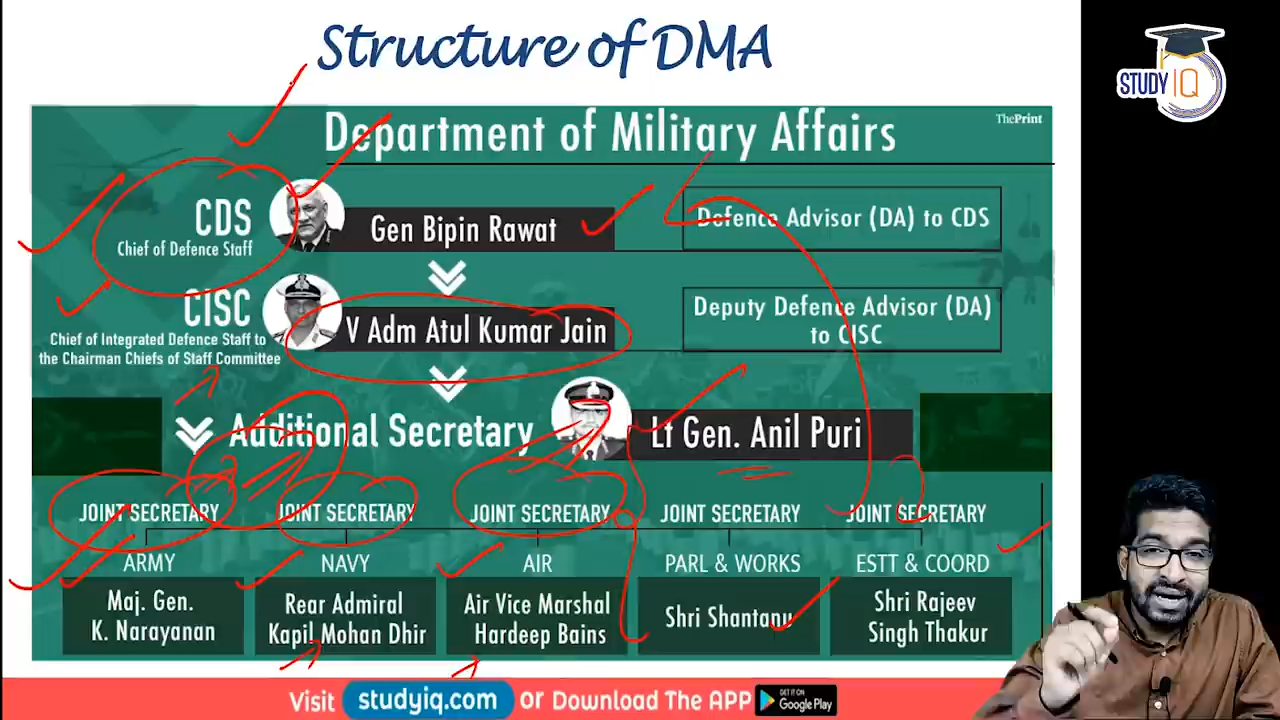 Structure of DMA
STUDY IQ
Department of Military Affairs
ThePrint
CDS
Chief of Defence Staff
Gen Bipin Rawat
Defence Advisor (DA) to CDS
CISC
Chief of Integrated Defence Staff to
the Chairman Chiefs of Staff Committee
V Adm Atul Kumar Jain
Deputy Defence Advisor (DA)
to CISC
Additional Secretary
Lt Gen. Anil Puri
JOINT SECRETARY
ARMY
Maj. Gen.
K. Narayanan
JOINT SECRETARY
NAVY
Rear Admiral
Kapil Mohan Dhir
JOINT SECRETARY
AIR
Air Vice Marshal
Hardeep Bains
JOINT SECRETARY
PARL & WORKS
Shri Shantanu
JOINT SECRETARY
ESTT & COORD
Shri Rajeev
Singh Thakur
Visit studyiq.com or Download The APP
GET IT ON
Google Play